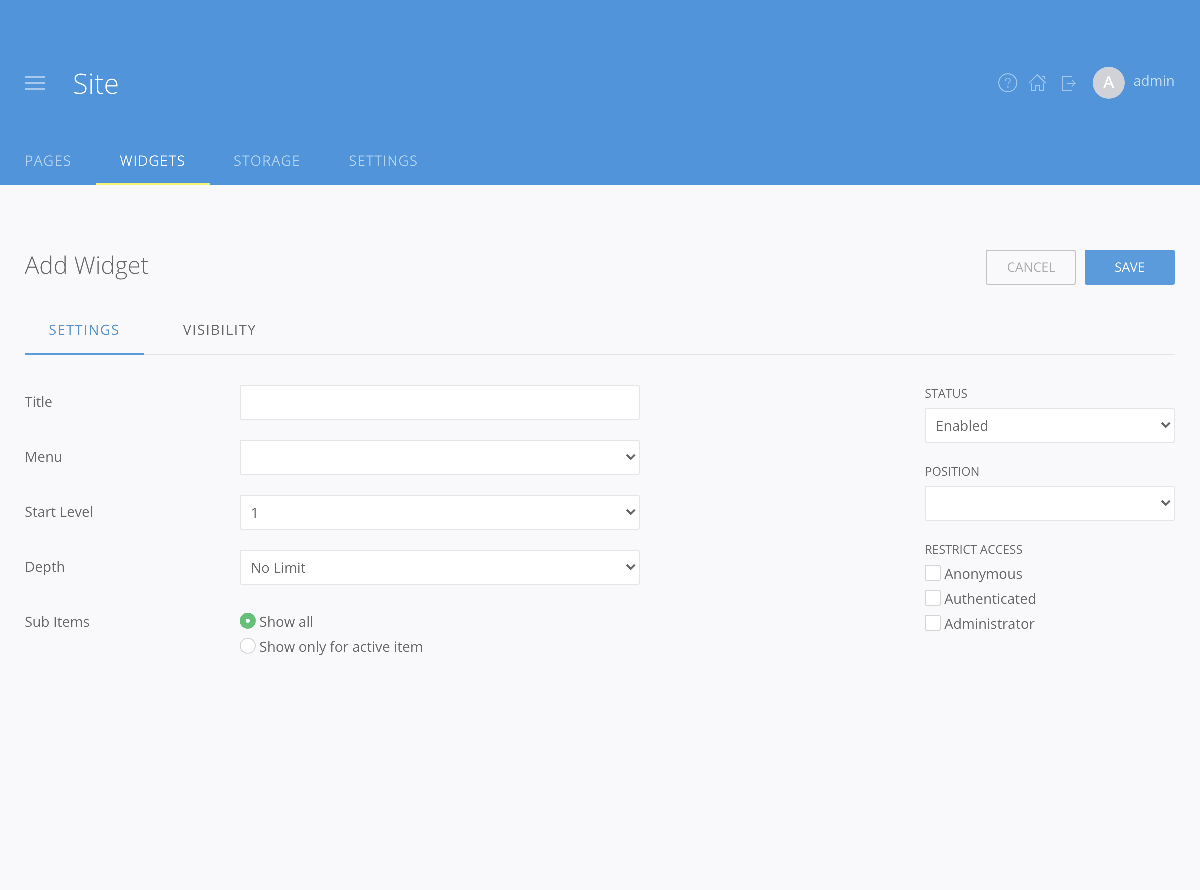 Site
?
A
admin
PAGES
WIDGETS
STORAGE
SETTINGS
Add Widget
CANCEL
SAVE
SETTINGS
VISIBILITY
Title
Menu
Start Level
1
Depth
No Limit
Sub Items
Show all
Show only for active item
STATUS
Enabled
POSITION
RESTRICT ACCESS
Anonymous
Authenticated
Administrator